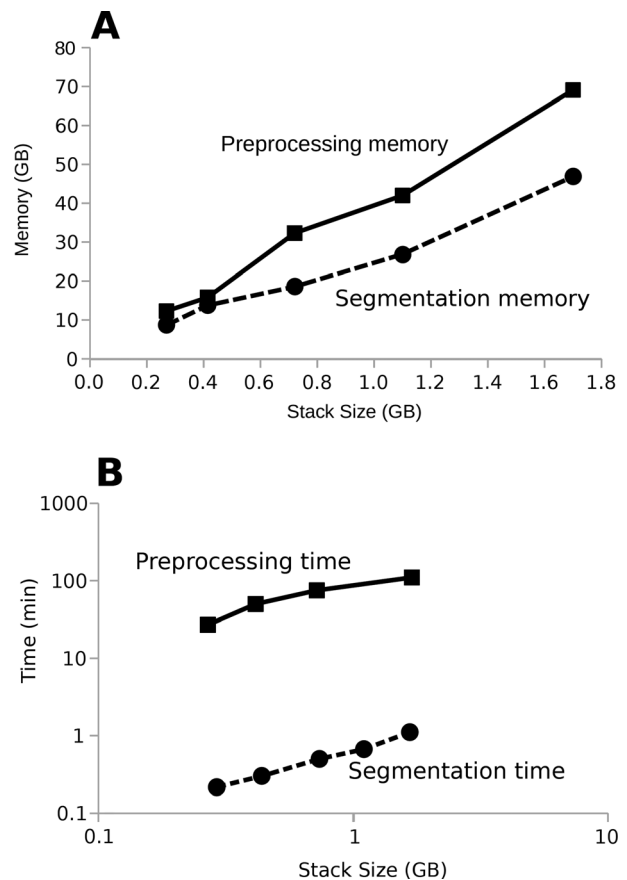 A
80
70
60
50
40
30
20
10
0
Memory (GB)
Preprocessing memory
Segmentation memory
0.0 0.2 0.4 0.6 0.8 1.0 1.2 1.4 1.6 1.8
Stack Size (GB)
B
1000
100
10
1
0.1
Time (min)
Preprocessing time
Segmentation time
0.1 1 10
Stack Size (GB)